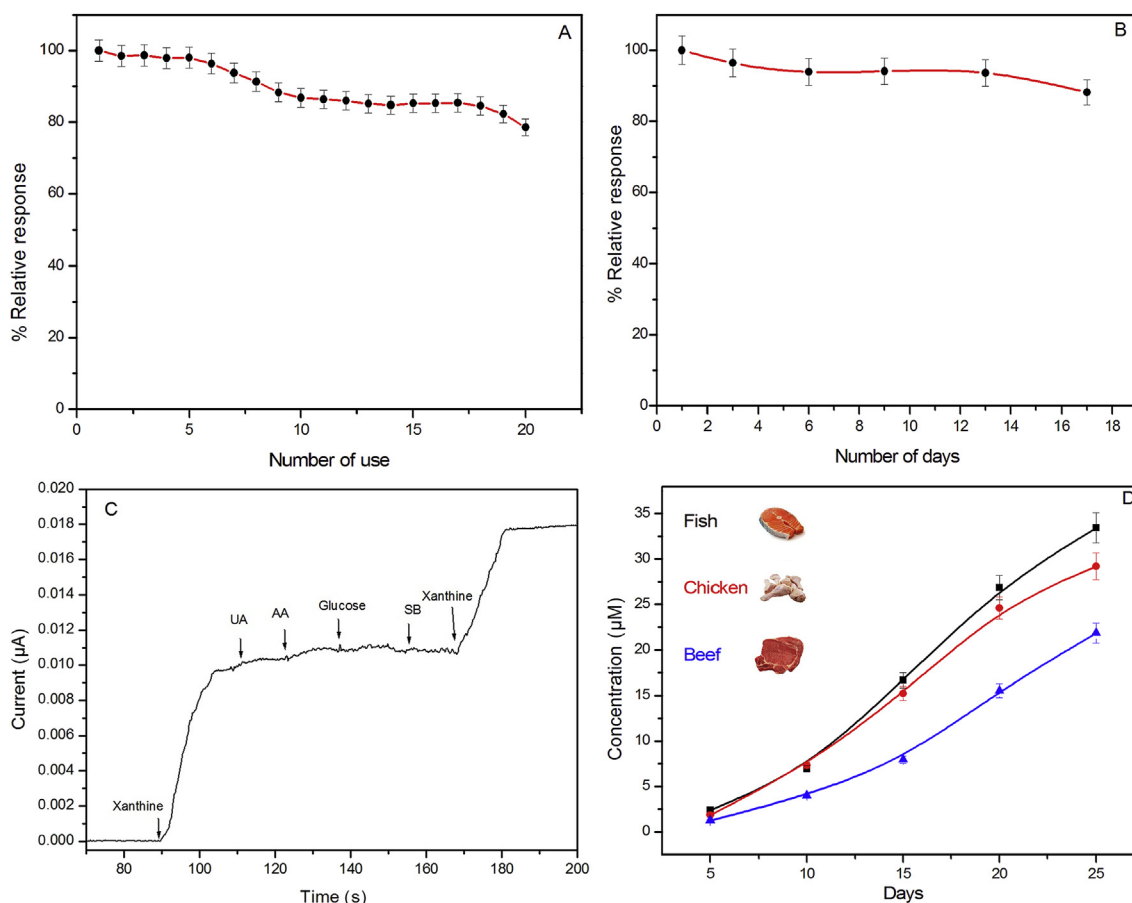 A
100
80
60
40
20
0
% Relative response
0
5
10
15
20
Number of use
B
100
80
60
40
20
0
% Relative response
0
2
4
6
8
10
12
14
16
18
Number of days
C
0.020
0.018
0.016
0.014
0.012
0.010
0.008
0.006
0.004
0.002
0.000
Current (µA)
Xanthine
UA
AA
Glucose
SB
Xanthine
80
100
120
140
160
180
200
Time (s)
D
35
30
25
20
15
10
5
0
Concentration (µM)
Fish
Chicken
Beef
5
10
15
20
25
Days